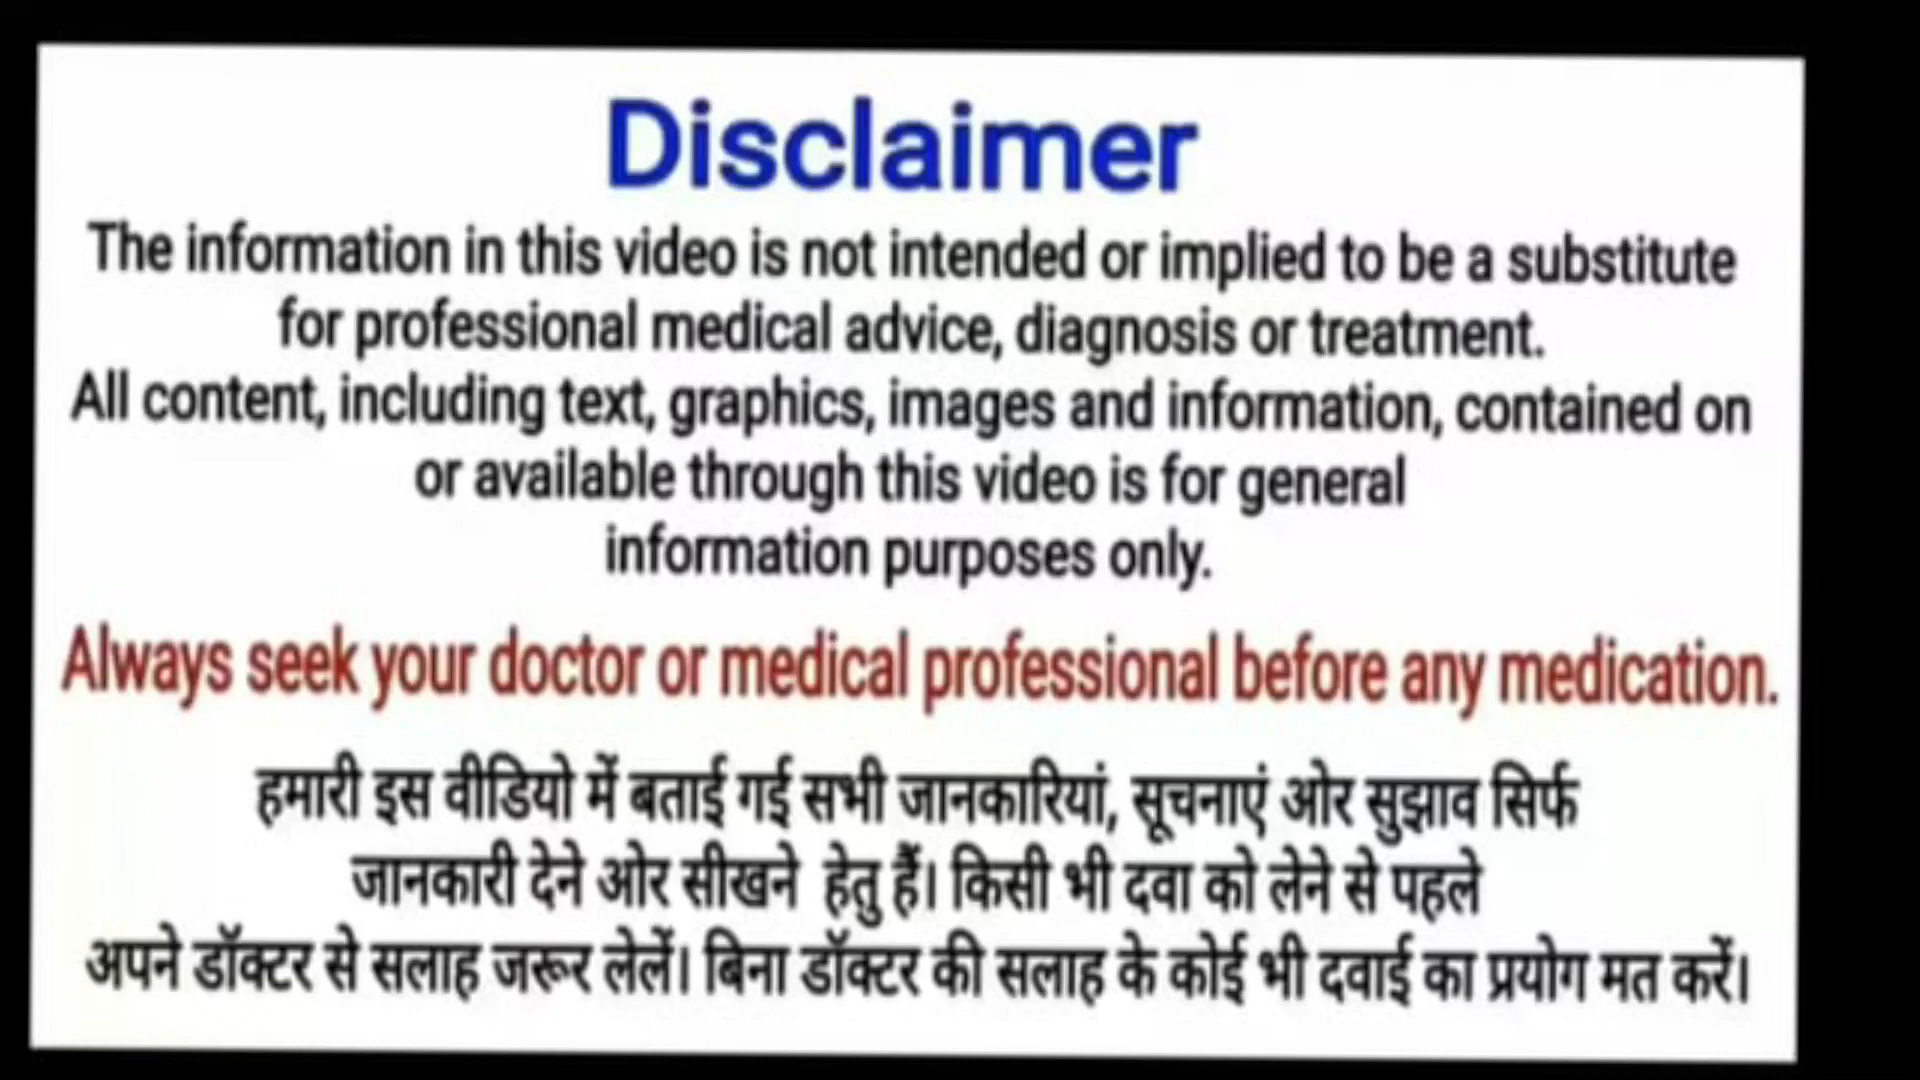 Disclaimer
The information in this video is not intended or implied to be a substitute
for professional medical advice, diagnosis or treatment.
All content, including text, graphics, images and information, contained on
or available through this video is for general
information purposes only.
Always seek your doctor or medical professional before any medication.
हमारी इस वीडियो में बताई गई सभी जानकारियां, सूचनाएं ओर सुझाव सिर्फ
जानकारी देने ओर सीखने हेतु हैं। किसी भी दवा को लेने से पहले
अपने डॉक्टर से सलाह जरूर लेलें। बिना डॉक्टर की सलाह के कोई भी दवाई का प्रयोग मत करें।